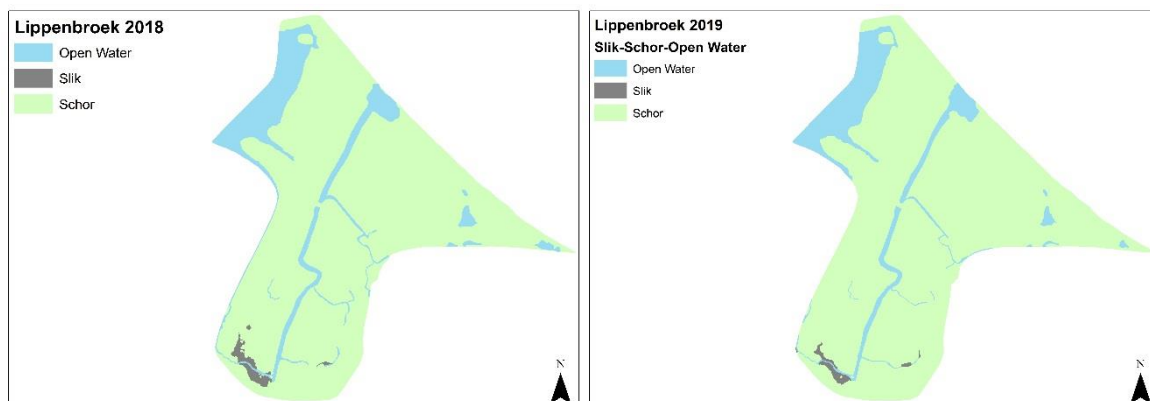 Lippenbroek 2018
Open Water
Slik
Schor
N
Lippenbroek 2019
Slik-Schor-Open Water
Open Water
Slik
Schor
N